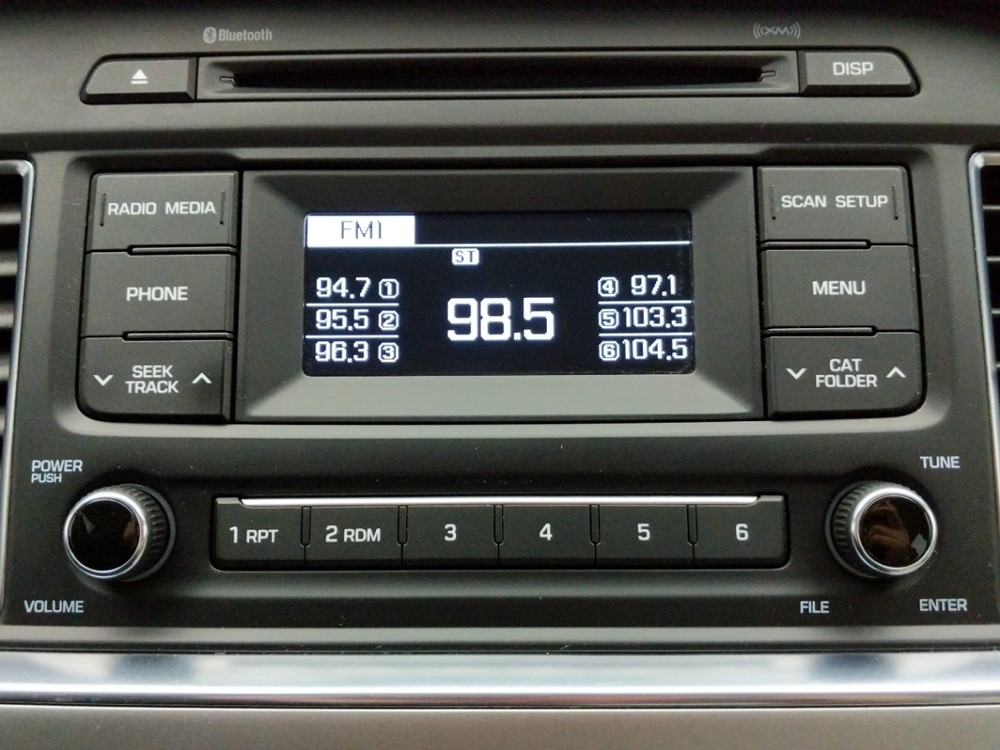 Bluetooth
((XM))
DISP
RADIO MEDIA
SCAN SETUP
FM1
ST
PHONE
MENU
94.7 1
98.5
4 97.1
95.5 2
5 103.3
96.3 3
6 104.5
SEEK
TRACK
CAT
FOLDER
POWER
PUSH
TUNE
1 RPT
2 RDM
3
4
5
6
VOLUME
FILE
ENTER